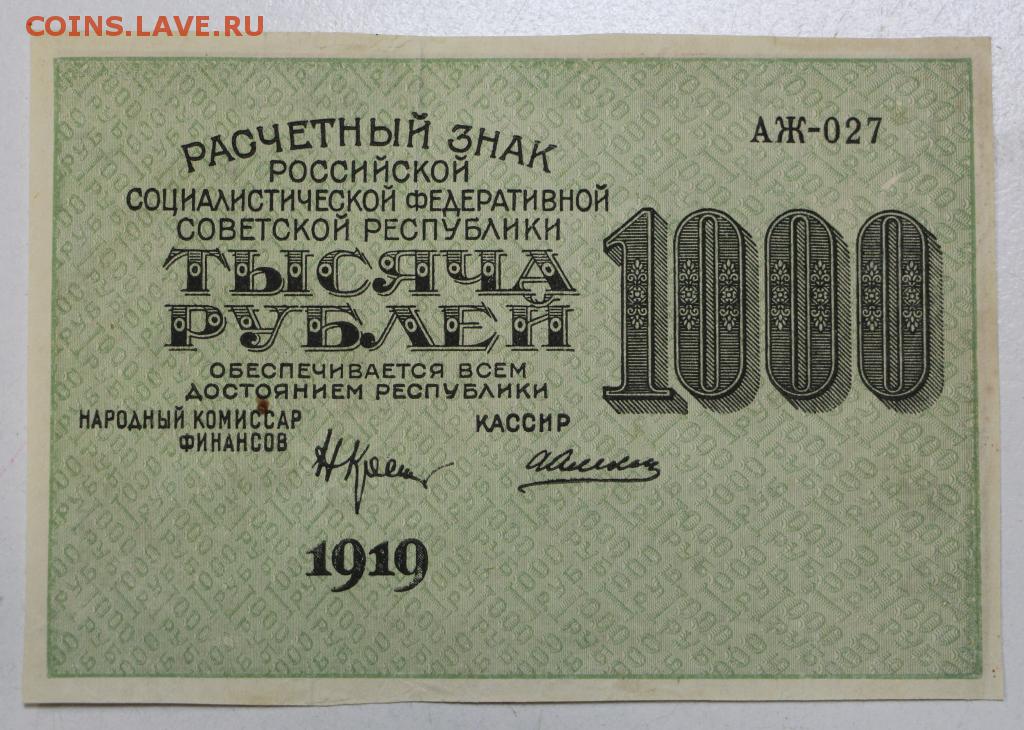 COINS.LAVE.RU
АЖ-027
РАСЧЕТНЫЙ ЗНАК
РОССИЙСКОЙ
СОЦИАЛИСТИЧЕСКОЙ ФЕДЕРАТИВНОЙ
СОВЕТСКОЙ РЕСПУБЛИКИ
ТЫСЯЧА
РУБЛЕЙ
1000
ОБЕСПЕЧИВАЕТСЯ ВСЕМ
ДОСТОЯНИЕМ РЕСПУБЛИКИ
НАРОДНЫЙ КОМИССАР
ФИНАНСОВ
КАССИР
1919